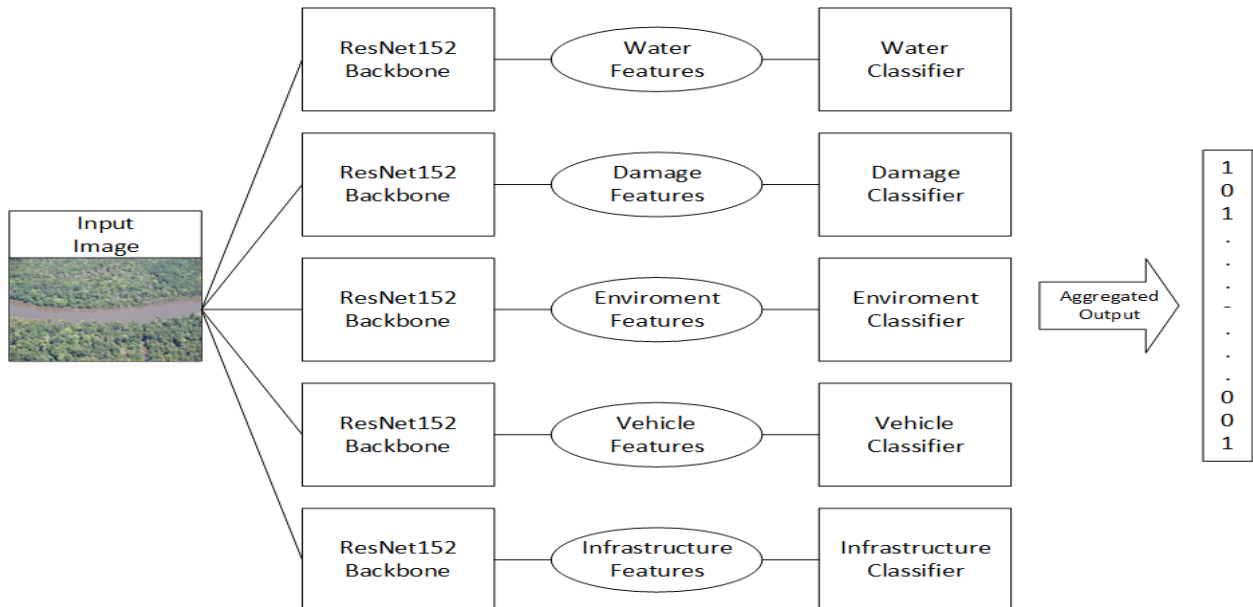 Input
Image
ResNet152
Backbone
Water
Features
Water
Classifier
ResNet152
Backbone
Damage
Features
Damage
Classifier
ResNet152
Backbone
Enviroment
Features
Enviroment
Classifier
ResNet152
Backbone
Vehicle
Features
Vehicle
Classifier
ResNet152
Backbone
Infrastructure
Features
Infrastructure
Classifier
Aggregated
Output
1
0
1
.
.
.
-
.
.
.
0
0
1